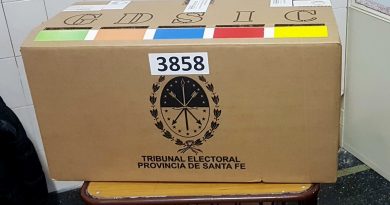 E D S I C
3858
TRIBUNAL ELECTORAL
PROVINCIA DE SANTA FE